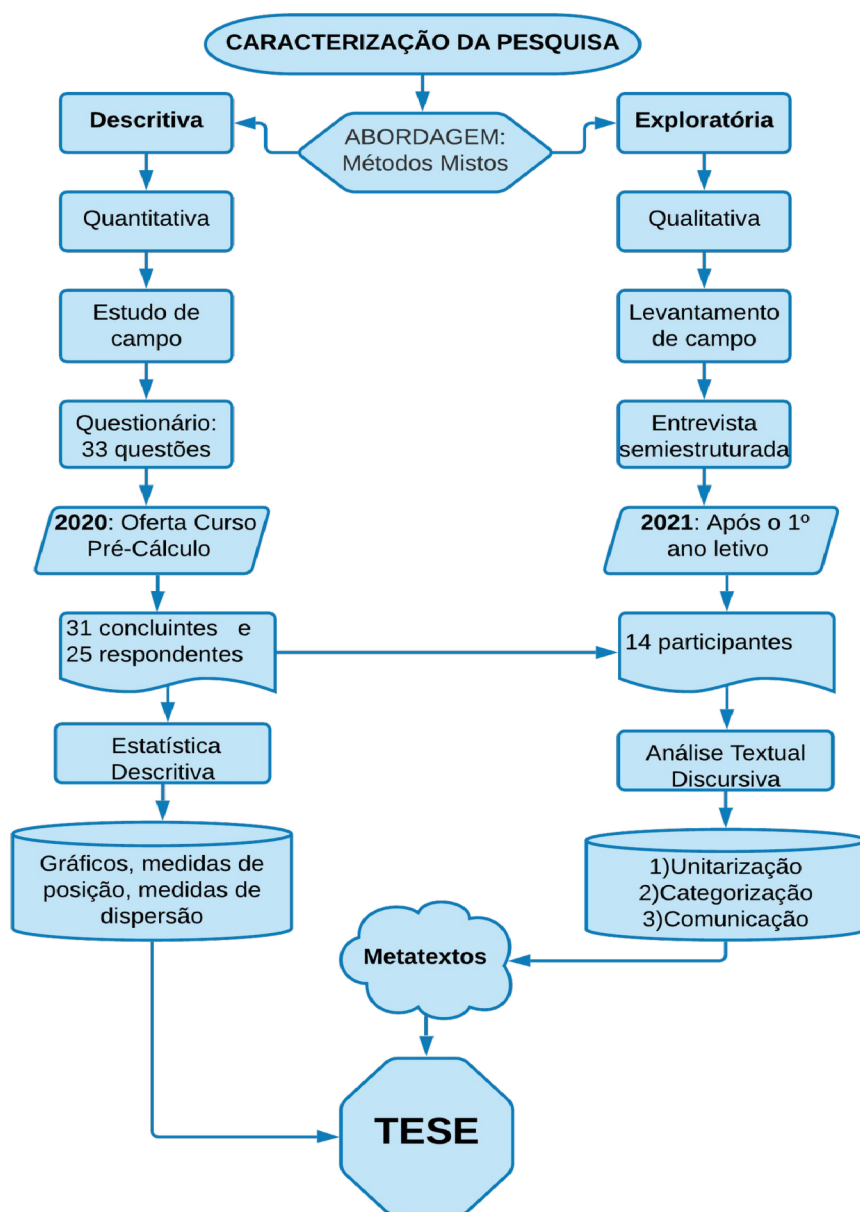 CARACTERIZAÇÃO DA PESQUISA
ABORDAGEM:
Métodos Mistos
Descritiva
Quantitativa
Estudo de
campo
Questionário:
33 questões
2020: Oferta Curso
Pré-Cálculo
31 concluintes e
25 respondentes
Estatística
Descritiva
Gráficos, medidas de
posição, medidas de
dispersão
Exploratória
Qualitativa
Levantamento
de campo
Entrevista
semiestruturada
2021: Após o 1º
ano letivo
14 participantes
Análise Textual
Discursiva
1)Unitarização
2)Categorização
3)Comunicação
Metatextos
TESE